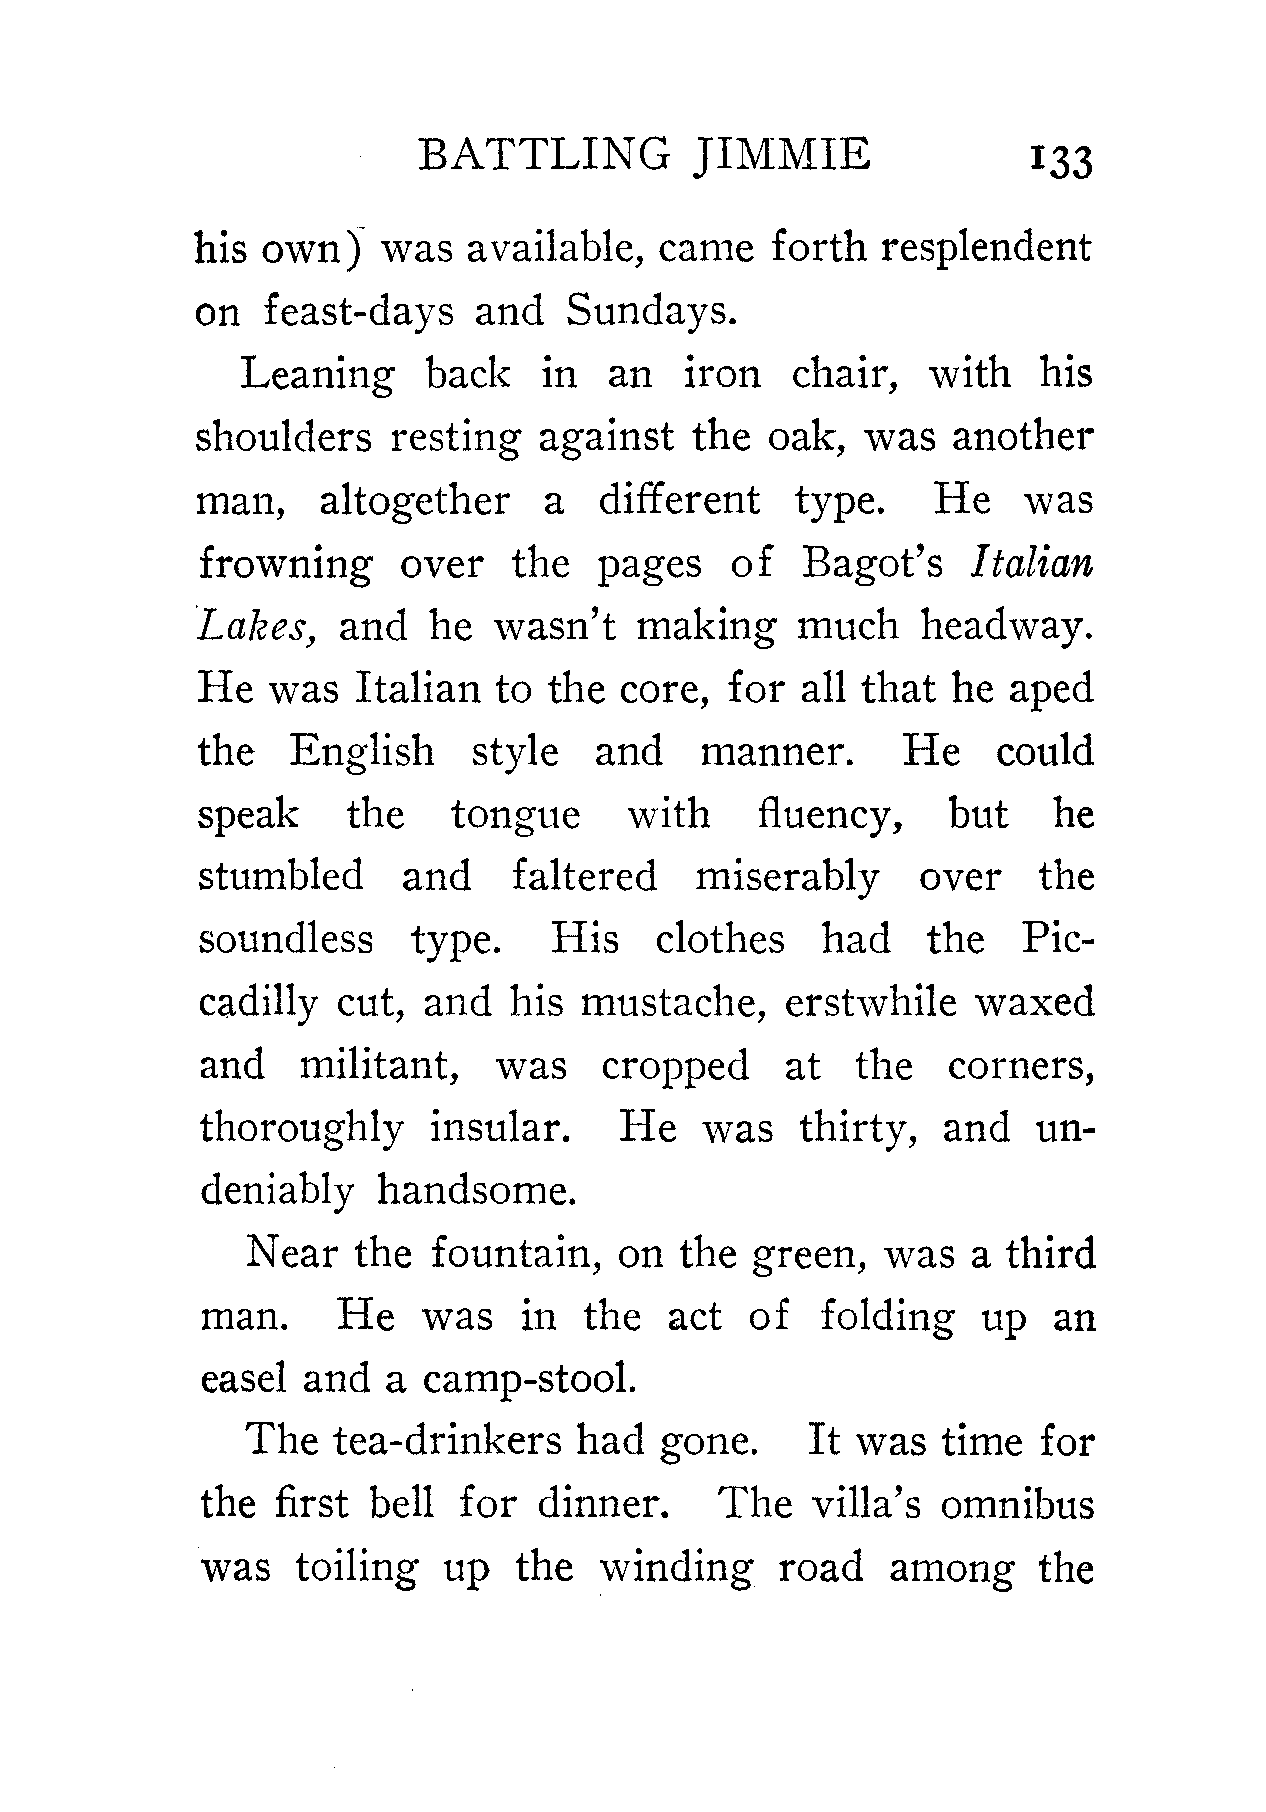 BATTLING JIMMIE 133
his own) was available, came forth resplendent
on feast-days and Sundays.
Leaning back in an iron chair, with his
shoulders resting against the oak, was another
man, altogether a different type. He was
frowning over the pages of Bagot's Italian
Lakes, and he wasn't making much headway.
He was Italian to the core, for all that he aped
the English style and manner. He could
speak the tongue with fluency, but he
stumbled and faltered miserably over the
soundless type. His clothes had the Pic-
cadilly cut, and his mustache, erstwhile waxed
and militant, was cropped at the corners,
thoroughly insular. He was thirty, and un-
deniably handsome.
Near the fountain, on the green, was a third
man. He was in the act of folding up an
easel and a camp-stool.
The tea-drinkers had gone. It was time for
the first bell for dinner. The villa's omnibus
was toiling up the winding road among the